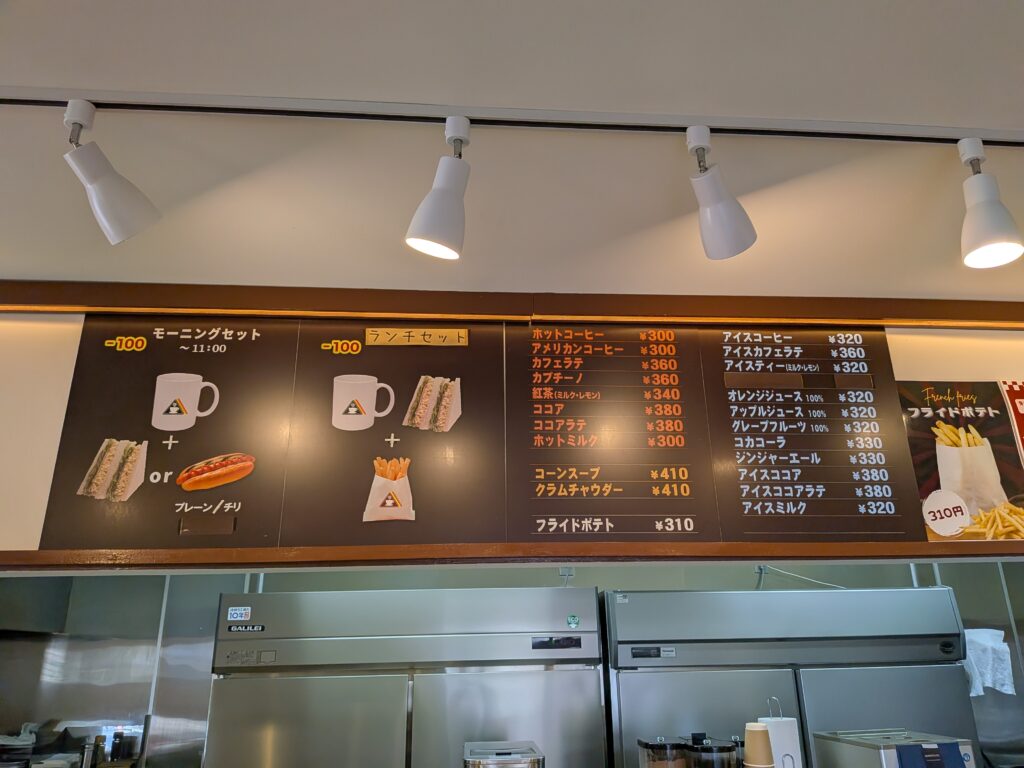 -100
モーニングセット
～11:00
+
or
プレーン/チリ
-100
ランチセット
+
ホットコーヒー ¥300
アメリカンコーヒー ¥300
カフェラテ ¥360
カプチーノ ¥360
紅茶(ミルク・レモン) ¥340
ココア ¥380
ココアラテ ¥380
ホットミルク ¥300
コーンスープ ¥410
クラムチャウダー ¥410
フライドポテト ¥310
アイスコーヒー ¥320
アイスカフェラテ ¥360
アイスティー(ミルク・レモン) ¥320
オレンジジュース 100% ¥320
アップルジュース 100% ¥320
グレープフルーツ 100% ¥320
コカコーラ ¥330
ジンジャーエール ¥330
アイスココア ¥380
アイスココアラテ ¥380
アイスミルク ¥320
French fries
フライドポテト
310円
10年
GALILEI